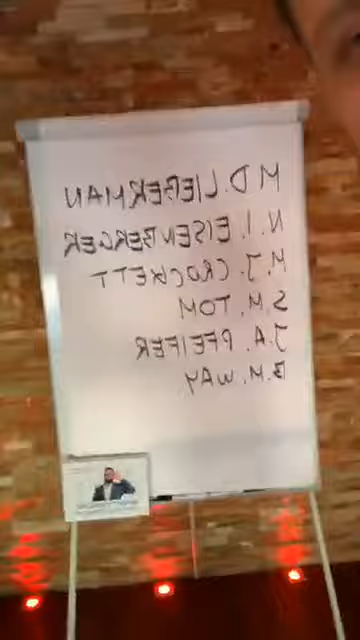 M.D. LIEBERMAN
N.I. EISENBERGER
M.J. CROCKETT
S.M. TOM
J.A. PFEIFER
B.M. WAY